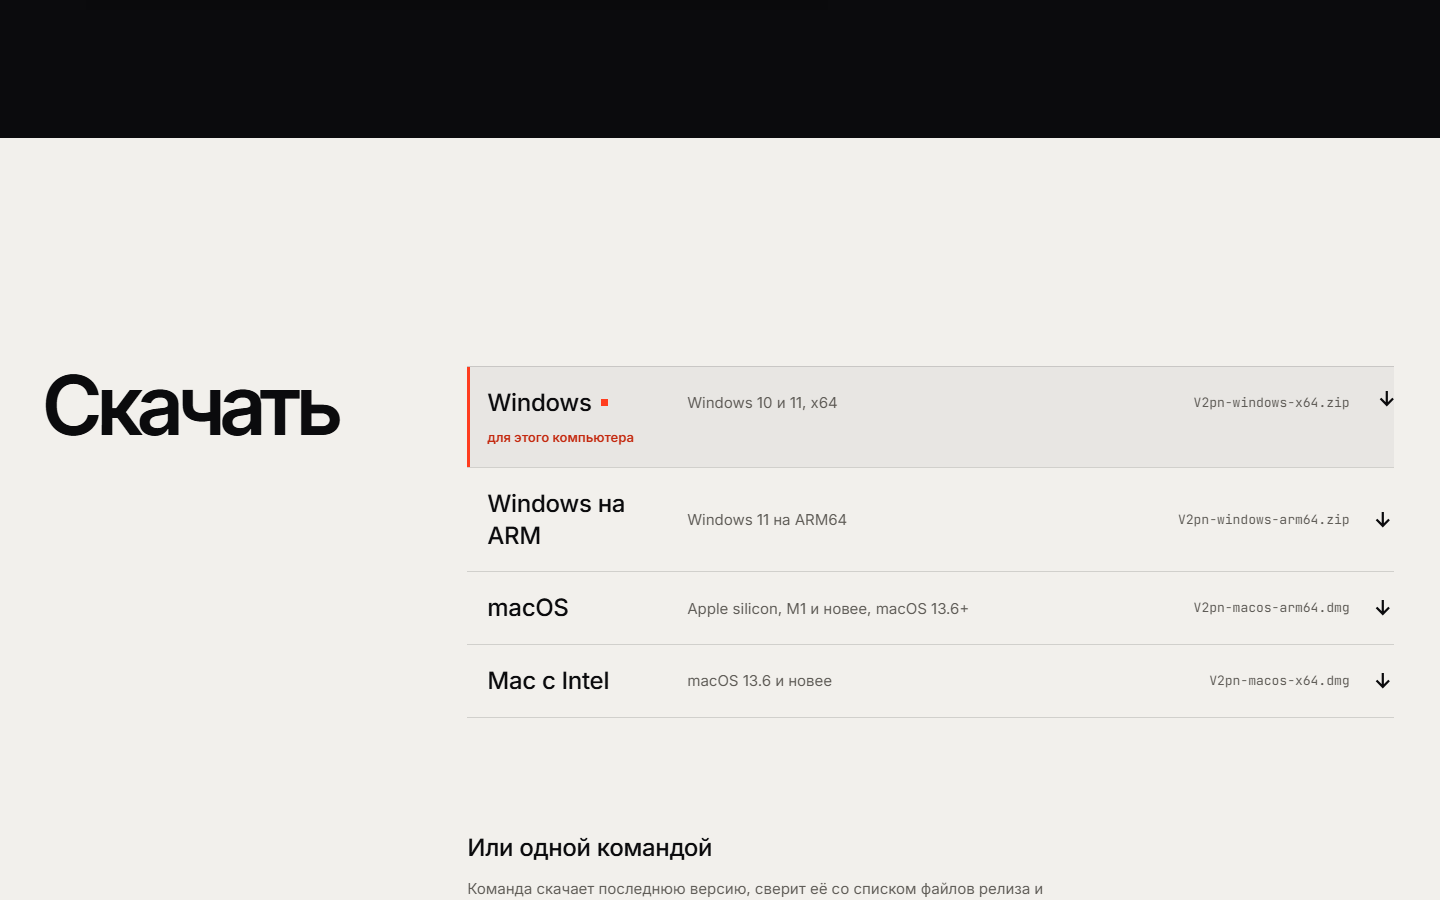 Скачать
Windows
Windows 10 и 11, x64
V2pn-windows-x64.zip
для этого компьютера
Windows на
ARM
Windows 11 на ARM64
V2pn-windows-arm64.zip
macOS
Apple silicon, M1 и новее, macOS 13.6+
V2pn-macos-arm64.dmg
Mac с Intel
macOS 13.6 и новее
V2pn-macos-x64.dmg
Или одной командой
Команда скачает последнюю версию, сверит её со списком файлов релиза и